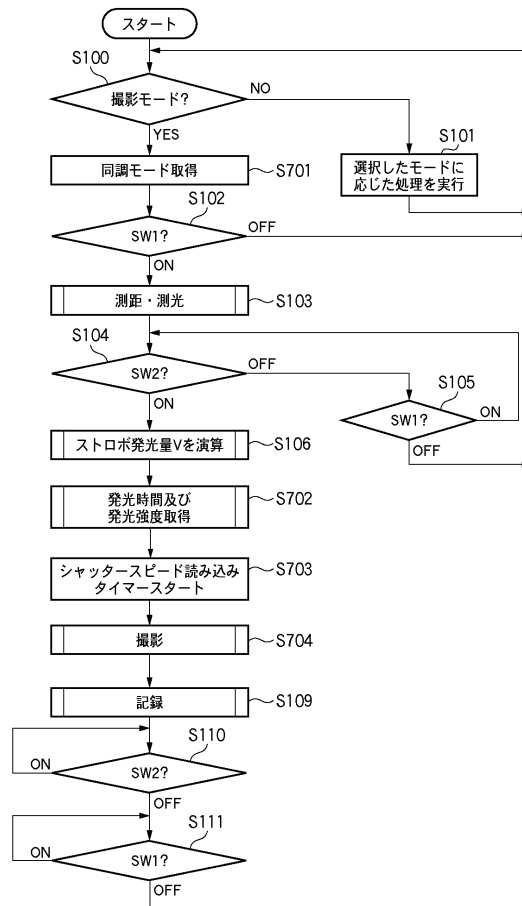 スタート
S100
撮影モード?
NO
YES
S101
選択したモードに
応じた処理を実行
同調モード取得
S701
S102
SW1?
OFF
ON
測距・測光
S103
S104
SW2?
OFF
ON
S105
SW1?
ON
OFF
ストロボ発光量Vを演算
S106
発光時間及び
発光強度取得
S702
シャッタースピード読み込み
タイマースタート
S703
撮影
S704
記録
S109
S110
ON
SW2?
OFF
S111
ON
SW1?
OFF